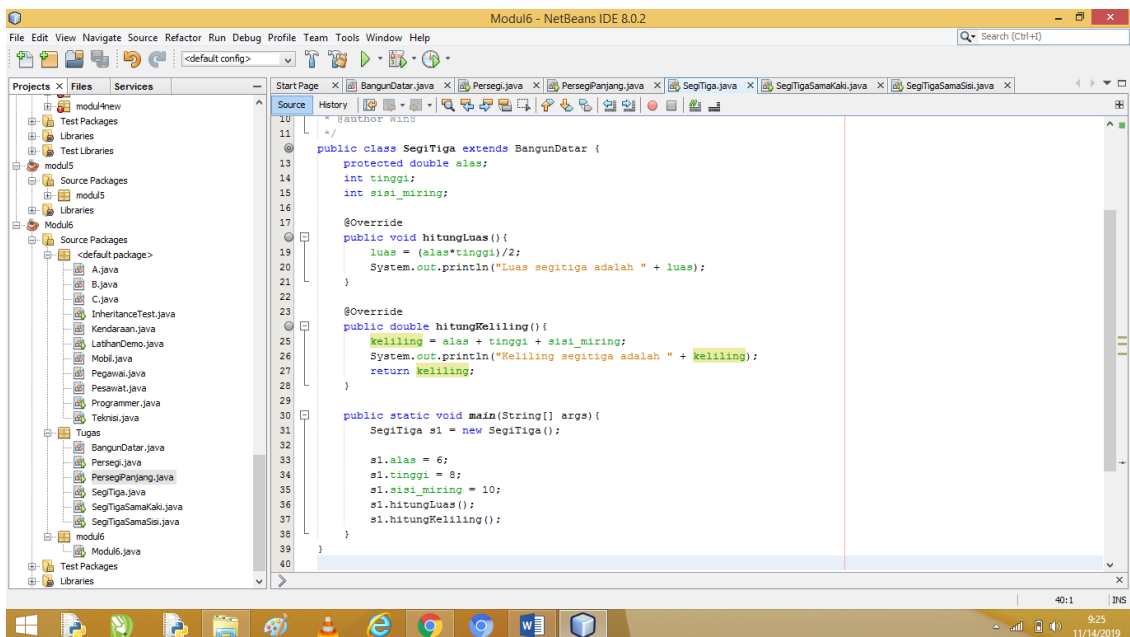 Modul6 - NetBeans IDE 8.0.2
File Edit View Navigate Source Refactor Run Debug Profile Team Tools Window Help
Search (Ctrl+I)
<default config>
Projects Files Services
Start Page BangunDatar.java Persegi.java PersegiPanjang.java SegiTiga.java SegiTigaSamaKaki.java SegiTigaSamaSisi.java
Source History
modul4new
Test Packages
Libraries
Test Libraries
modul5
Source Packages
modul5
Libraries
Modul6
Source Packages
<default package>
A.java
B.java
C.java
InheritanceTest.java
Kendaraan.java
LatihanDemo.java
Mobil.java
Pegawai.java
Pesawat.java
Programmer.java
Teknisi.java
Tugas
BangunDatar.java
Persegi.java
PersegiPanjang.java
SegiTiga.java
SegiTigaSamaKaki.java
SegiTigaSamaSisi.java
modul6
Modul6.java
Test Packages
Libraries
10 * @author Win8
11 */
public class SegiTiga extends BangunDatar {
13 protected double alas;
14 int tinggi;
15 int sisi_miring;
16
17 @Override
public void hitungLuas(){
19 luas = (alas*tinggi)/2;
20 System.out.println("Luas segitiga adalah " + luas);
21 }
22
23 @Override
public double hitungKeliling(){
25 keliling = alas + tinggi + sisi_miring;
26 System.out.println("Keliling segitiga adalah " + keliling);
27 return keliling;
28 }
29
30 public static void main(String[] args){
31 SegiTiga s1 = new SegiTiga();
32
33 s1.alas = 6;
34 s1.tinggi = 8;
35 s1.sisi_miring = 10;
36 s1.hitungLuas();
37 s1.hitungKeliling();
38 }
39 }
40
40:1 INS
9:25
11/14/2019